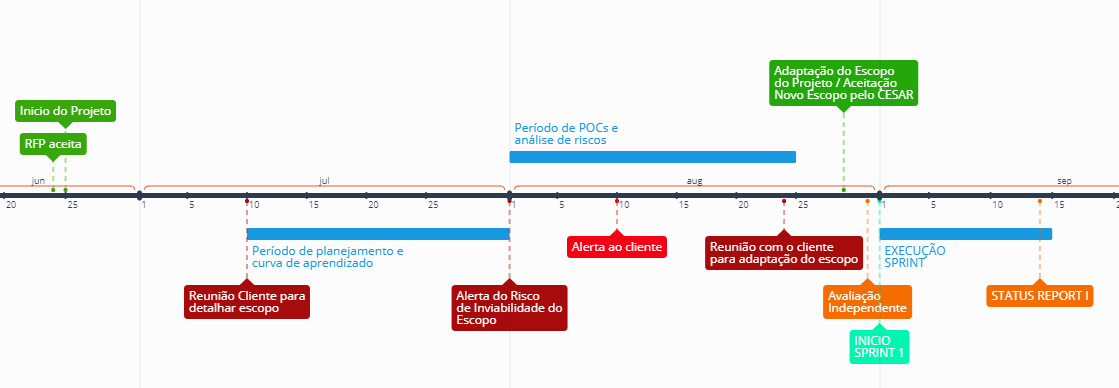 Adaptação do Escopo
do Projeto / Aceitação
Novo Escopo pelo CESAR
Inicio do Projeto
RFP aceita
Período de POCs e
análise de riscos
jun
jul
aug
sep
20
25
1
5
10
15
20
25
1
5
10
15
20
25
1
5
10
15
2
Período de planejamento e
curva de aprendizado
Alerta ao cliente
Reunião com o cliente
para adaptação do escopo
EXECUÇÃO
SPRINT
Reunião Cliente para
detalhar escopo
Alerta do Risco
de Inviabilidade do
Escopo
Avaliação
Independente
STATUS REPORT I
INICIO
SPRINT 1